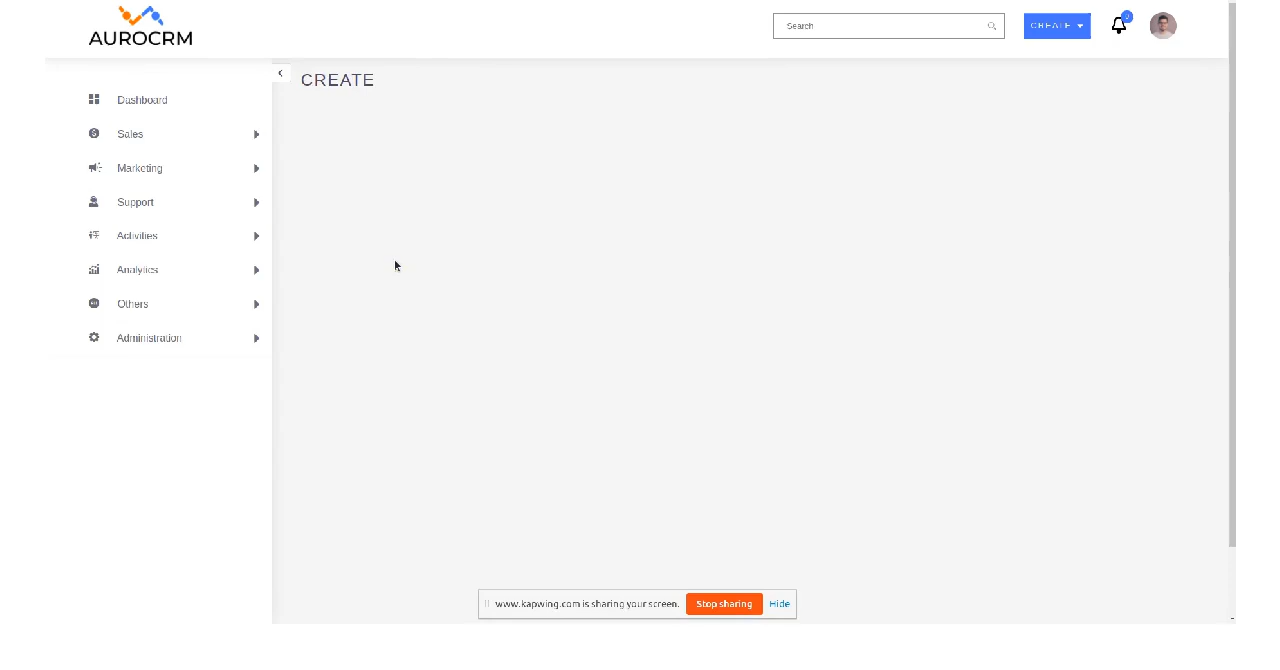 AUROCRM
Search
CREATE
0
CREATE
Dashboard
Sales
Marketing
Support
Activities
Analytics
Others
Administration
www.kapwing.com is sharing your screen. Stop sharing Hide